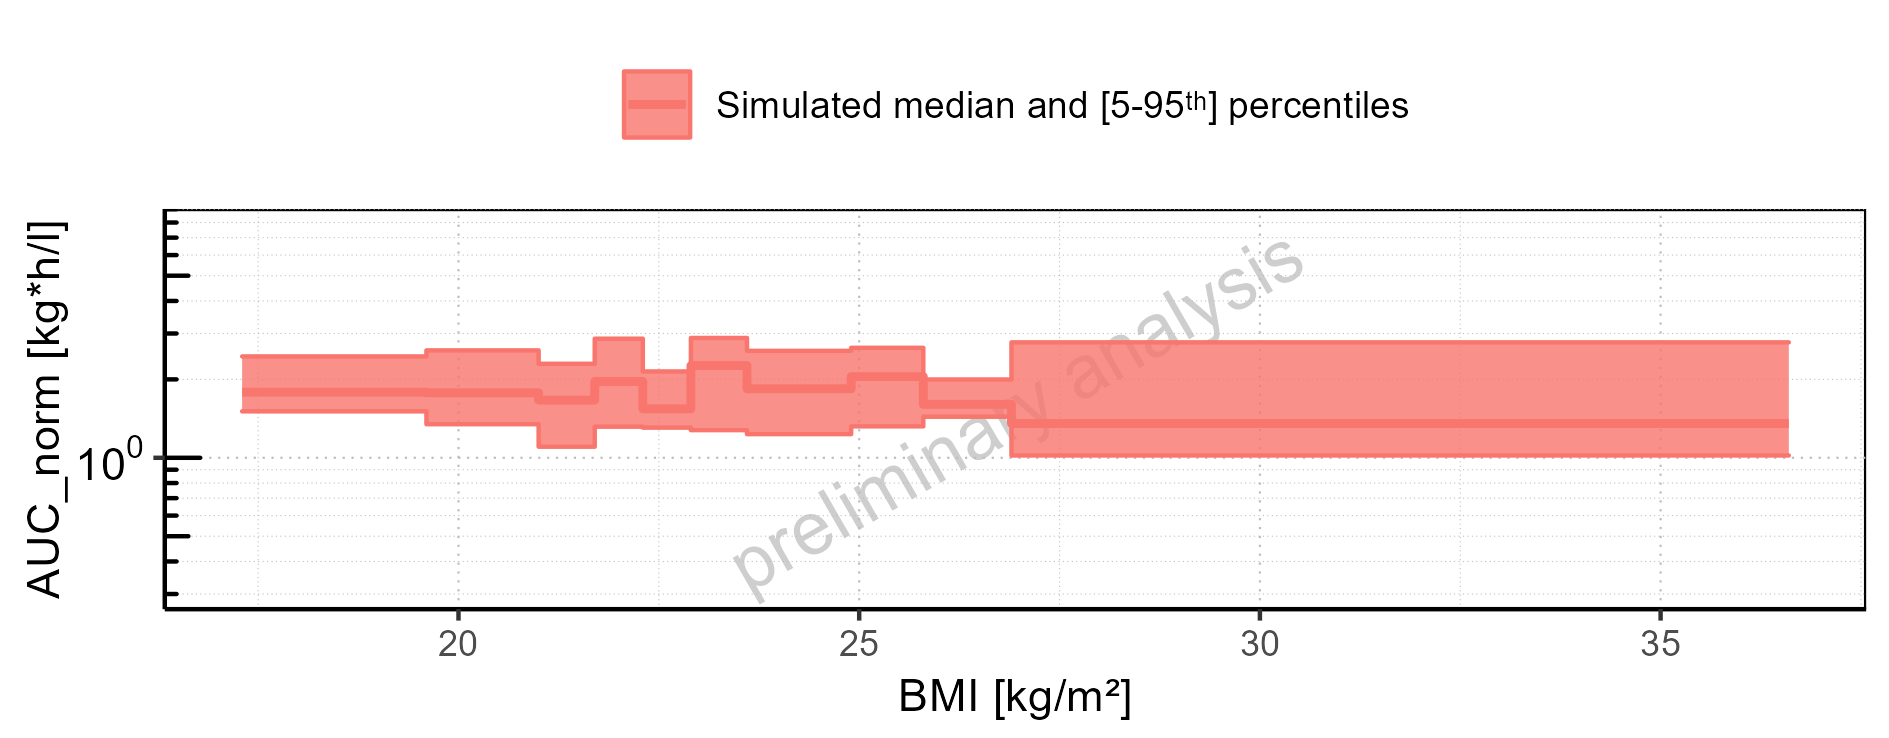 Simulated median and [5-95ᵗʰ] percentiles
AUC_norm [kg*h/l]
10⁰
preliminary analysis
20 25 30 35
BMI [kg/m²]